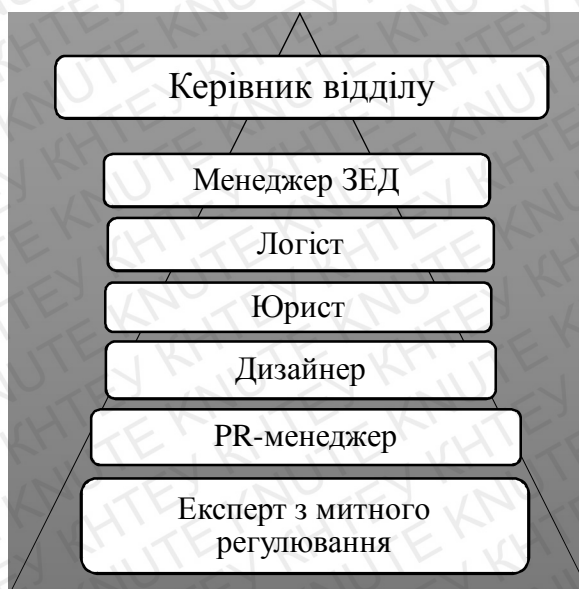 Керівник відділу
Менеджер ЗЕД
Логіст
Юрист
Дизайнер
PR-менеджер
Експерт з митного
регулювання